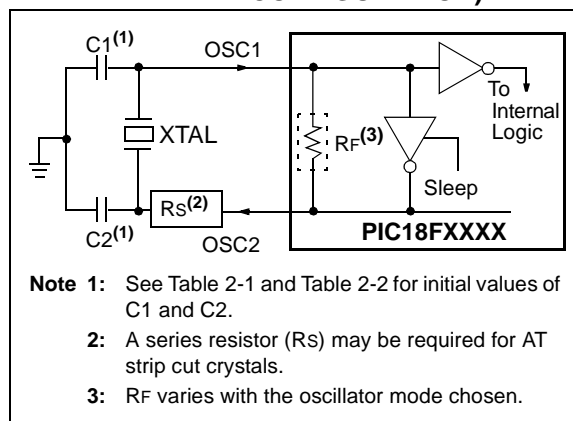 C1(1)
OSC1
To
Internal
Logic
XTAL
RF(3)
Sleep
RS(2)
C2(1)
OSC2
PIC18FXXXX
Note 1: See Table 2-1 and Table 2-2 for initial values of
C1 and C2.
2: A series resistor (RS) may be required for AT
strip cut crystals.
3: RF varies with the oscillator mode chosen.